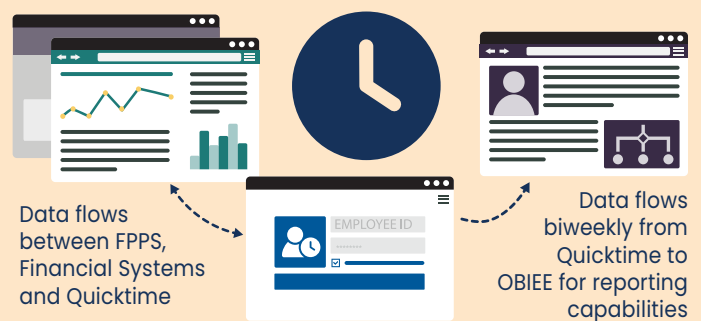 EMPLOYEE ID
........
Data flows
between FPPS,
Financial Systems
and Quicktime
Data flows
biweekly from
Quicktime to
OBIEE for reporting
capabilities